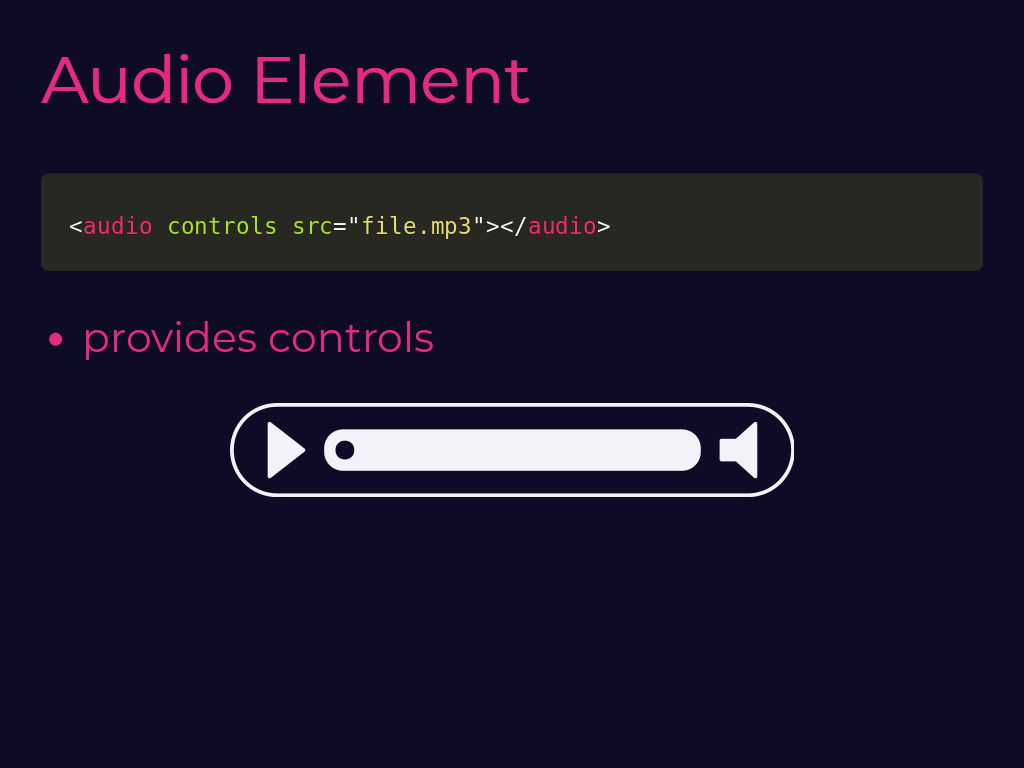 Audio Element
<audio controls src="file.mp3"></audio>
• provides controls